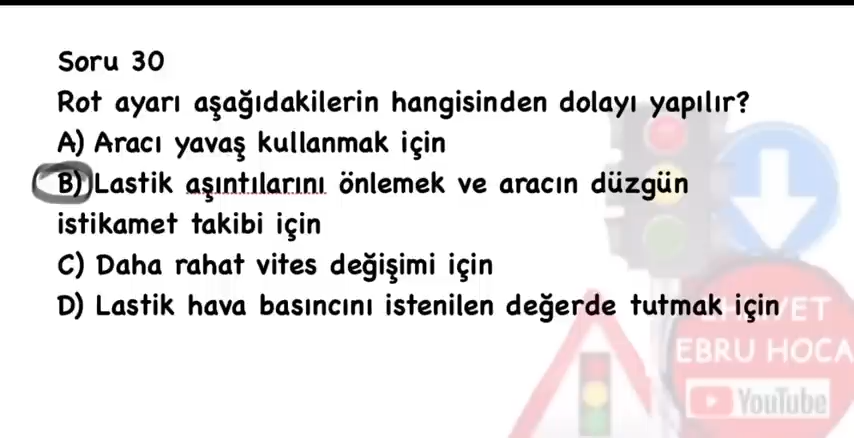 Soru 30
Rot ayarı aşağıdakilerin hangisinden dolayı yapılır?
A) Aracı yavaş kullanmak için
B) Lastik aşıntılarını önlemek ve aracın düzgün
istikamet takibi için
C) Daha rahat vites değişimi için
D) Lastik hava basıncını istenilen değerde tutmak için
EBRU HOCA
YouTube